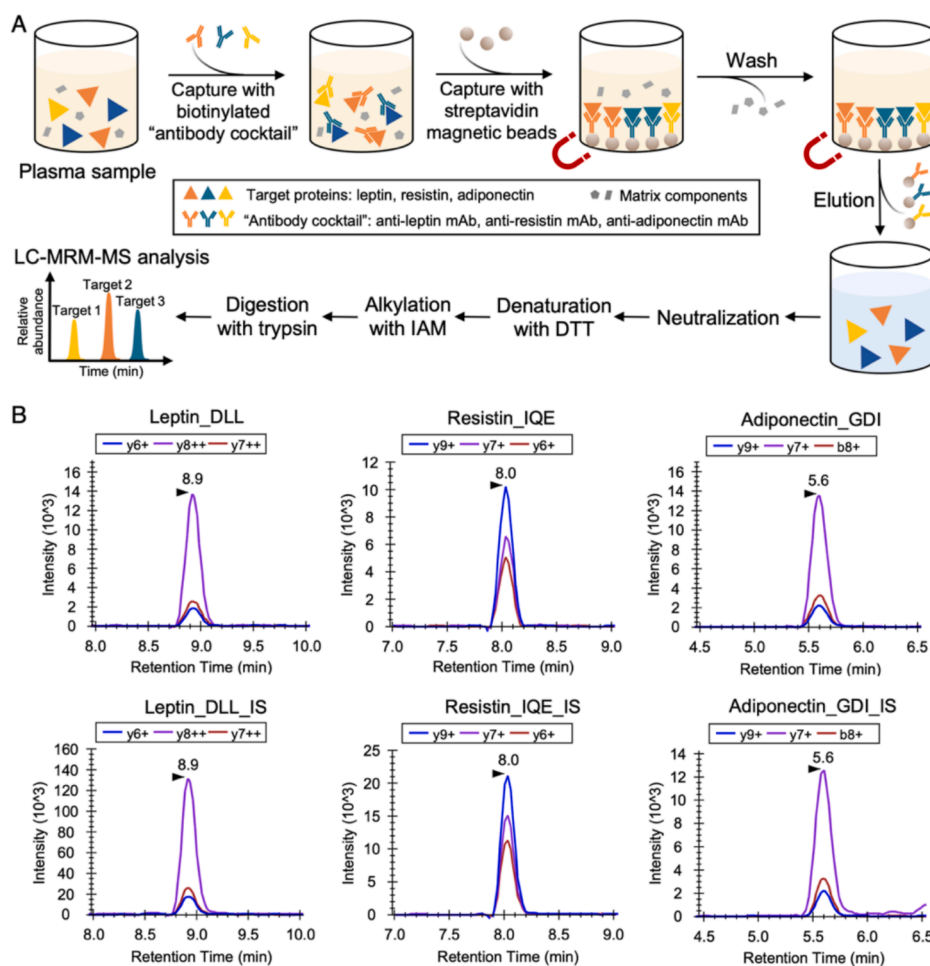 A
Capture with
biotinylated
“antibody cocktail”
Capture with
streptavidin
magnetic beads
Wash
Plasma sample
Target proteins: leptin, resistin, adiponectin
Matrix components
“Antibody cocktail”: anti-leptin mAb, anti-resistin mAb, anti-adiponectin mAb
Elution
LC-MRM-MS analysis
Relative
abundance
Target 1
Target 2
Target 3
Time (min)
Digestion
with trypsin
Alkylation
with IAM
Denaturation
with DTT
Neutralization
B
Leptin_DLL
y6+ y8++ y7++
8.9
Intensity (10^3)
16
14
12
10
8
6
4
2
0
8.0 8.5 9.0 9.5 10.0
Retention Time (min)
Resistin_IQE
y9+ y7+ y6+
8.0
Intensity (10^3)
12
10
8
6
4
2
0
7.0 7.5 8.0 8.5 9.0
Retention Time (min)
Adiponectin_GDI
y9+ y7+ b8+
5.6
Intensity (10^3)
16
14
12
10
8
6
4
2
0
4.5 5.0 5.5 6.0 6.5
Retention Time (min)
Leptin_DLL_IS
y6+ y8++ y7++
8.9
Intensity (10^3)
160
140
120
100
80
60
40
20
0
8.0 8.5 9.0 9.5 10.0
Retention Time (min)
Resistin_IQE_IS
y9+ y7+ y6+
8.0
Intensity (10^3)
25
20
15
10
5
0
7.0 7.5 8.0 8.5 9.0
Retention Time (min)
Adiponectin_GDI_IS
y9+ y7+ b8+
5.6
Intensity (10^3)
14
12
10
8
6
4
2
0
4.5 5.0 5.5 6.0 6.5
Retention Time (min)